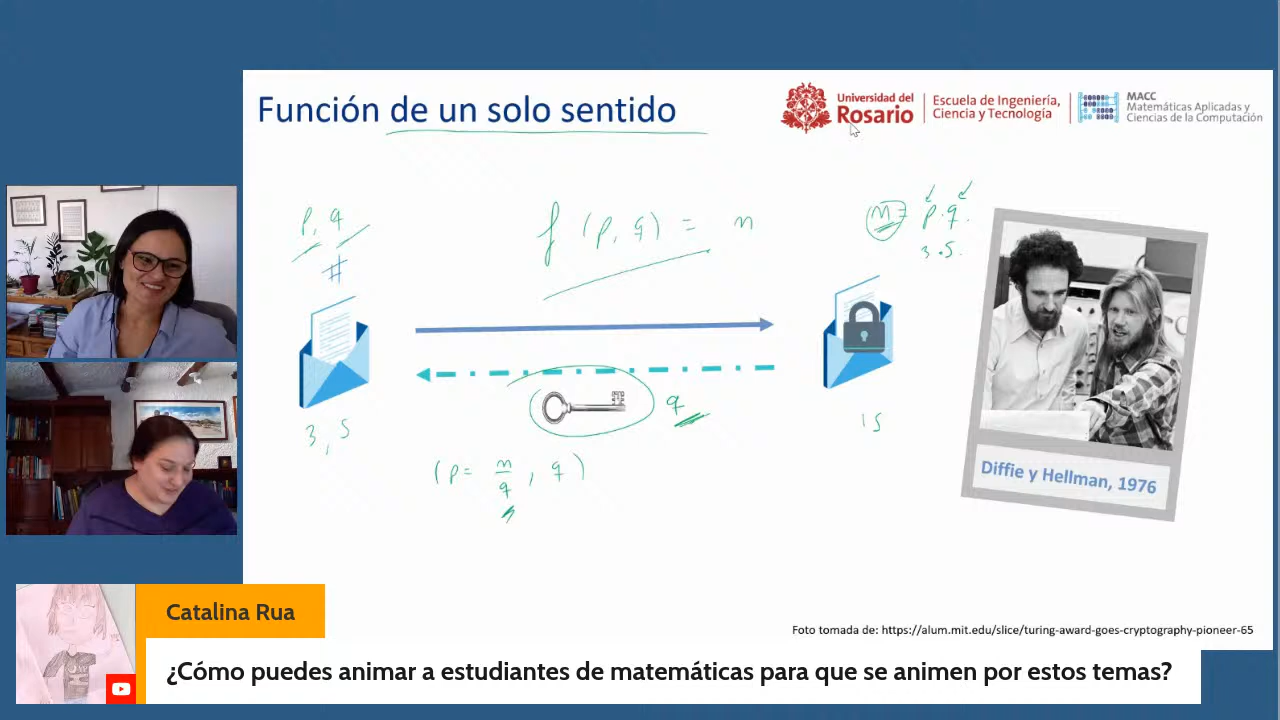 Función de un solo sentido
Universidad del
Rosario
Escuela de Ingeniería,
Ciencia y Tecnología
MACC
Matemáticas Aplicadas y
Ciencias de la Computación
p, q
#
f (p, q) = n
n = p · q .
3 · 5 .
3 , 5
q
15
(p = n/q , q)
Diffie y Hellman, 1976
Foto tomada de: https://alum.mit.edu/slice/turing-award-goes-cryptography-pioneer-65
Catalina Rua
¿Cómo puedes animar a estudiantes de matemáticas para que se animen por estos temas?